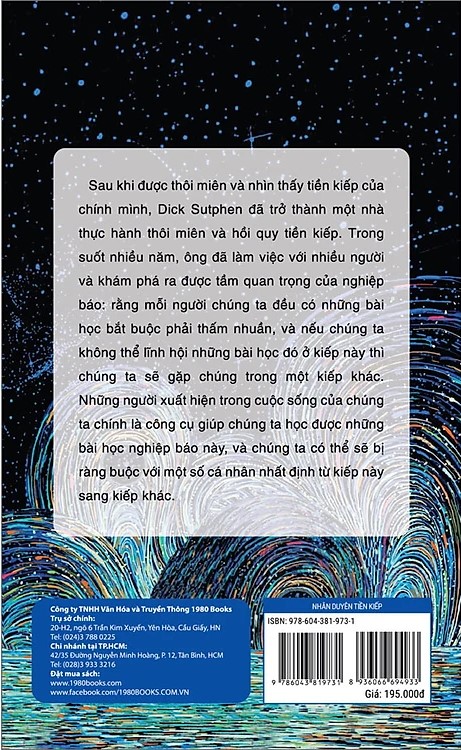 Sau khi được thôi miên và nhìn thấy tiền kiếp của
chính mình, Dick Sutphen đã trở thành một nhà
thực hành thôi miên và hồi quy tiền kiếp. Trong
suốt nhiều năm, ông đã làm việc với nhiều người
và khám phá ra được tầm quan trọng của nghiệp
báo: rằng mỗi người chúng ta đều có những bài
học bắt buộc phải thấm nhuần, và nếu chúng ta
không thể lĩnh hội những bài học đó ở kiếp này thì
chúng ta sẽ gặp chúng trong một kiếp khác.
Những người xuất hiện trong cuộc sống của chúng
ta chính là công cụ giúp chúng ta học được những
bài học nghiệp báo này, và chúng ta có thể sẽ bị
ràng buộc với một số cá nhân nhất định từ kiếp này
sang kiếp khác.
Công ty TNHH Văn Hóa và Truyền Thông 1980 Books
Trụ sở chính:
20-H2, ngõ 6 Trần Kim Xuyến, Yên Hòa, Cầu Giấy, HN
Tel: (024)3 788 0225
Chi nhánh tại TP.HCM:
42/35 Đường Nguyễn Minh Hoàng, P. 12, Tân Bình, HCM
Tel: (028)3 933 3216
Đặt mua sách:
www.1980books.com
www.facebook.com/1980BOOKS.COM.VN
NHÂN DUYÊN TIỀN KIẾP
ISBN: 978-604-381-973-1
9 786043 819731
8 936066 694933
Giá: 195.000đ